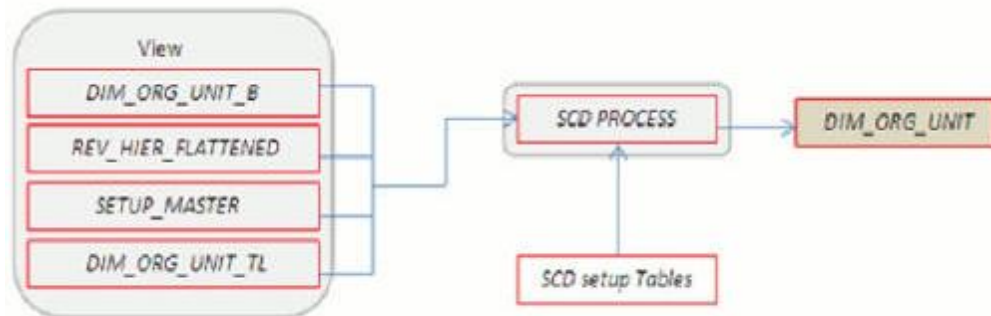 View
DIM_ORG_UNIT_B
REV_HIER_FLATTENED
SETUP_MASTER
DIM_ORG_UNIT_TL
SCD PROCESS
DIM_ORG_UNIT
SCD setup Tables